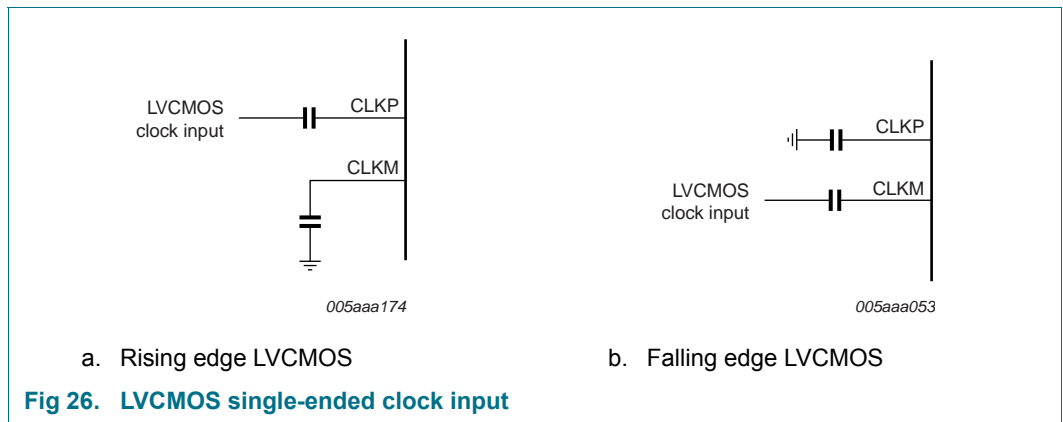 LVCMOS
clock input
CLKP
CLKM
005aaa174
a. Rising edge LVCMOS
CLKP
LVCMOS
clock input
CLKM
005aaa053
b. Falling edge LVCMOS
Fig 26. LVCMOS single-ended clock input